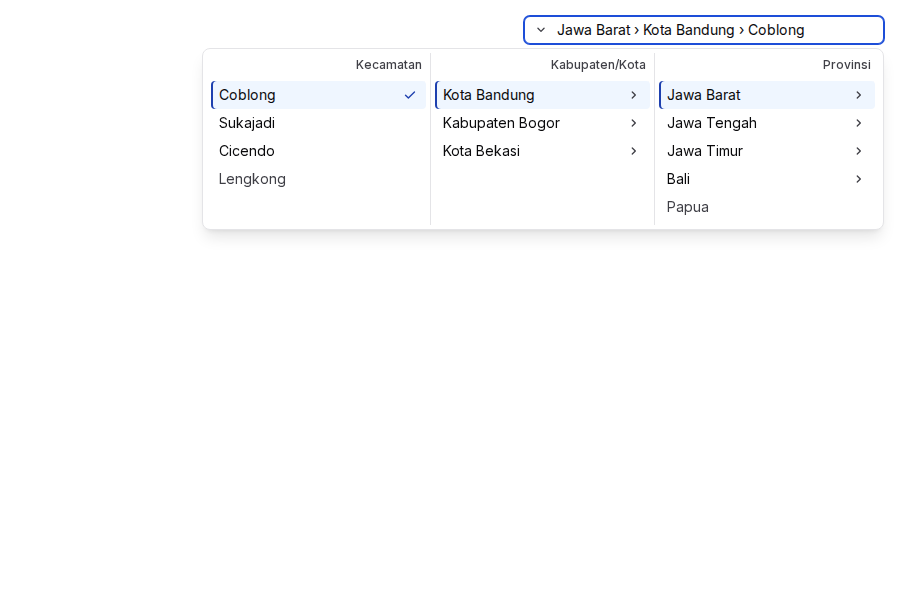 Jawa Barat › Kota Bandung › Coblong
Provinsi
Jawa Barat
Jawa Tengah
Jawa Timur
Bali
Papua
Kabupaten/Kota
Kota Bandung
Kabupaten Bogor
Kota Bekasi
Kecamatan
Coblong
Sukajadi
Cicendo
Lengkong